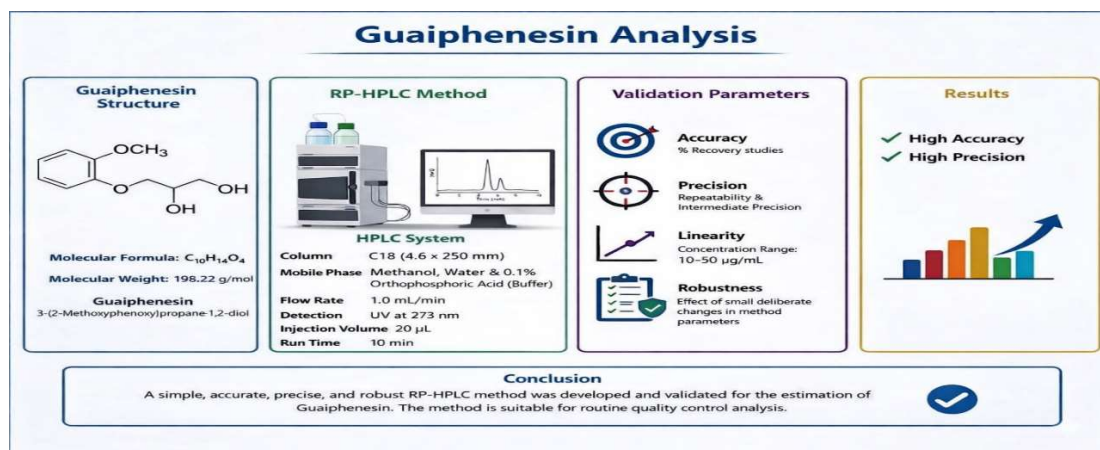 Guaiphenesin Analysis
Guaiphenesin
Structure
OCH₃
O
OH
OH
Molecular Formula: C₁₀H₁₄O₄
Molecular Weight: 198.22 g/mol
Guaiphenesin
3-(2-Methoxyphenoxy)propane-1,2-diol
RP-HPLC Method
HPLC System
Column C18 (4.6 × 250 mm)
Mobile Phase Methanol, Water & 0.1%
Orthophosphoric Acid (Buffer)
Flow Rate 1.0 mL/min
Detection UV at 273 nm
Injection Volume 20 µL
Run Time 10 min
Validation Parameters
Accuracy
% Recovery studies
Precision
Repeatability &
Intermediate Precision
Linearity
Concentration Range:
10–50 µg/mL
Robustness
Effect of small deliberate
changes in method
parameters
Results
High Accuracy
High Precision
Conclusion
A simple, accurate, precise, and robust RP-HPLC method was developed and validated for the estimation of
Guaiphenesin. The method is suitable for routine quality control analysis.